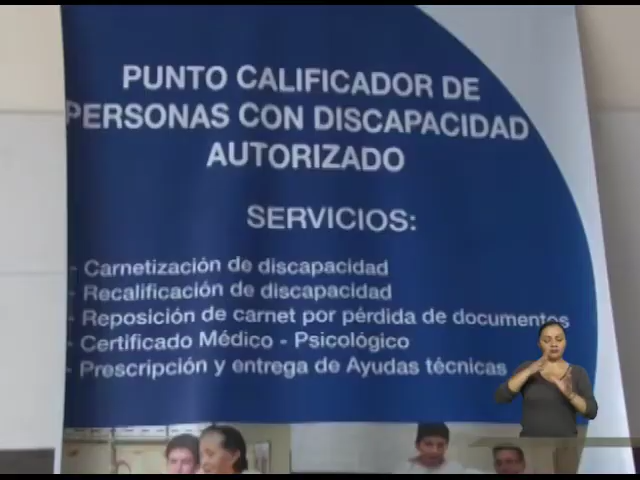 PUNTO CALIFICADOR DE
PERSONAS CON DISCAPACIDAD
AUTORIZADO
SERVICIOS:
- Carnetización de discapacidad
- Recalificación de discapacidad
- Reposición de carnet por pérdida de documentos
- Certificado Médico - Psicológico
- Prescripción y entrega de Ayudas técnicas